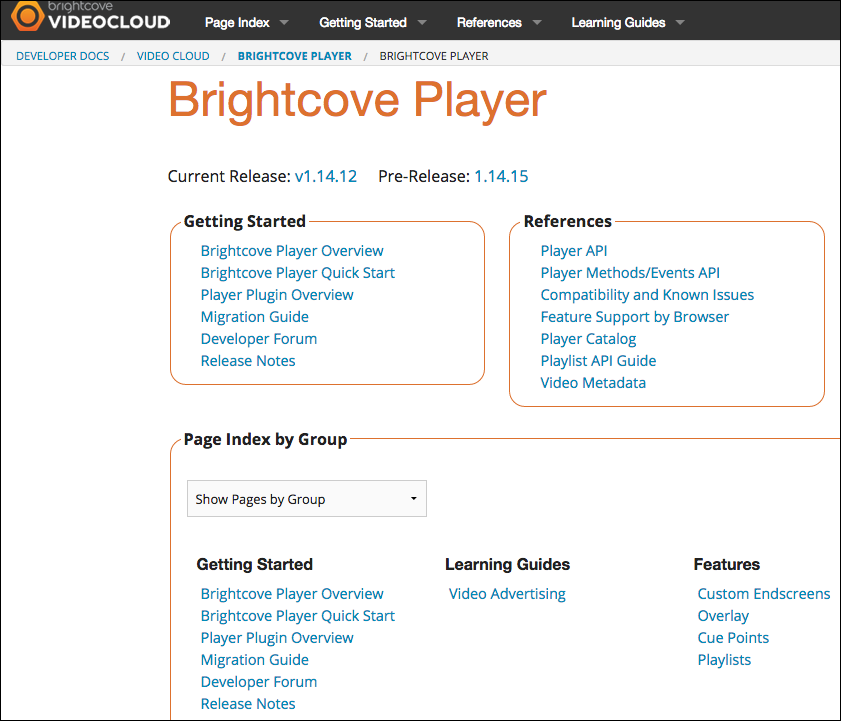 brightcove
VIDEOCLOUD
Page Index Getting Started References Learning Guides
DEVELOPER DOCS / VIDEO CLOUD / BRIGHTCOVE PLAYER / BRIGHTCOVE PLAYER
Brightcove Player
Current Release: v1.14.12 Pre-Release: 1.14.15
Getting Started
Brightcove Player Overview
Brightcove Player Quick Start
Player Plugin Overview
Migration Guide
Developer Forum
Release Notes
References
Player API
Player Methods/Events API
Compatibility and Known Issues
Feature Support by Browser
Player Catalog
Playlist API Guide
Video Metadata
Page Index by Group
Show Pages by Group
Getting Started
Brightcove Player Overview
Brightcove Player Quick Start
Player Plugin Overview
Migration Guide
Developer Forum
Release Notes
Learning Guides
Video Advertising
Features
Custom Endscreens
Overlay
Cue Points
Playlists